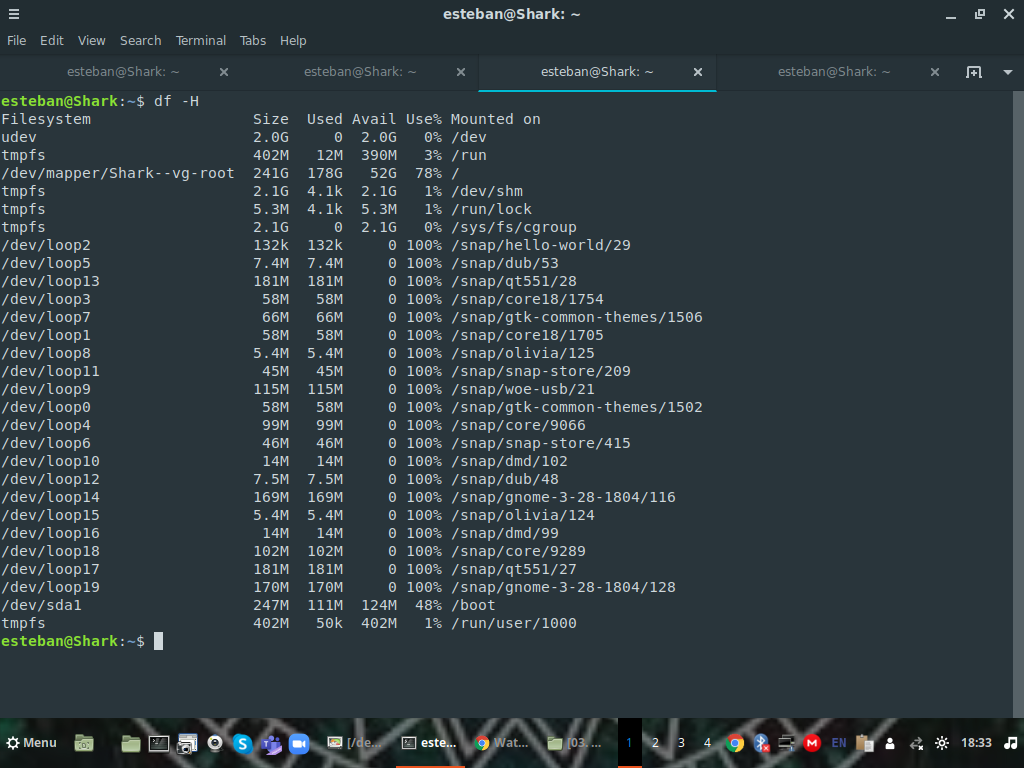 esteban@Shark: ~
File Edit View Search Terminal Tabs Help
esteban@Shark: ~ esteban@Shark: ~ esteban@Shark: ~ esteban@Shark: ~
esteban@Shark:~$ df -H
Filesystem Size Used Avail Use% Mounted on
udev 2.0G 0 2.0G 0% /dev
tmpfs 402M 12M 390M 3% /run
/dev/mapper/Shark--vg-root 241G 178G 52G 78% /
tmpfs 2.1G 4.1k 2.1G 1% /dev/shm
tmpfs 5.3M 4.1k 5.3M 1% /run/lock
tmpfs 2.1G 0 2.1G 0% /sys/fs/cgroup
/dev/loop2 132k 132k 0 100% /snap/hello-world/29
/dev/loop5 7.4M 7.4M 0 100% /snap/dub/53
/dev/loop13 181M 181M 0 100% /snap/qt551/28
/dev/loop3 58M 58M 0 100% /snap/core18/1754
/dev/loop7 66M 66M 0 100% /snap/gtk-common-themes/1506
/dev/loop1 58M 58M 0 100% /snap/core18/1705
/dev/loop8 5.4M 5.4M 0 100% /snap/olivia/125
/dev/loop11 45M 45M 0 100% /snap/snap-store/209
/dev/loop9 115M 115M 0 100% /snap/woe-usb/21
/dev/loop0 58M 58M 0 100% /snap/gtk-common-themes/1502
/dev/loop4 99M 99M 0 100% /snap/core/9066
/dev/loop6 46M 46M 0 100% /snap/snap-store/415
/dev/loop10 14M 14M 0 100% /snap/dmd/102
/dev/loop12 7.5M 7.5M 0 100% /snap/dub/48
/dev/loop14 169M 169M 0 100% /snap/gnome-3-28-1804/116
/dev/loop15 5.4M 5.4M 0 100% /snap/olivia/124
/dev/loop16 14M 14M 0 100% /snap/dmd/99
/dev/loop18 102M 102M 0 100% /snap/core/9289
/dev/loop17 181M 181M 0 100% /snap/qt551/27
/dev/loop19 170M 170M 0 100% /snap/gnome-3-28-1804/128
/dev/sda1 247M 111M 124M 48% /boot
tmpfs 402M 50k 402M 1% /run/user/1000
esteban@Shark:~$
Menu [/de... este... Wat... [03. ... 1 2 3 4 EN 18:33